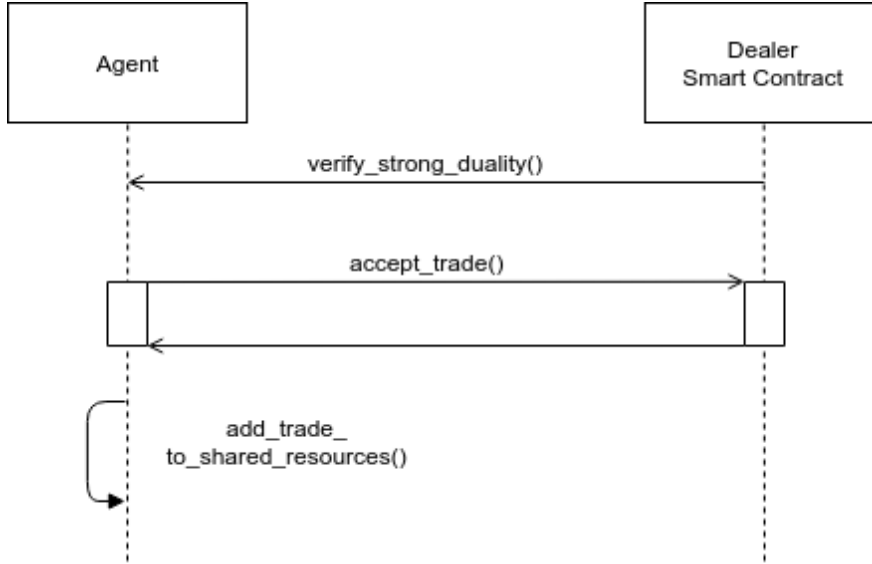 Agent
Dealer
Smart Contract
verify_strong_duality()
accept_trade()
add_trade_
to_shared_resources()